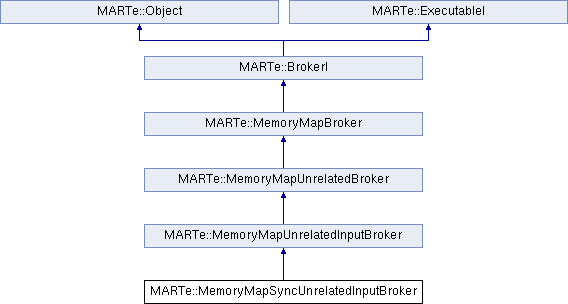 MARTe::Object
MARTe::ExecutableI
MARTe::BrokerI
MARTe::MemoryMapBroker
MARTe::MemoryMapUnrelatedBroker
MARTe::MemoryMapUnrelatedInputBroker
MARTe::MemoryMapSyncUnrelatedInputBroker